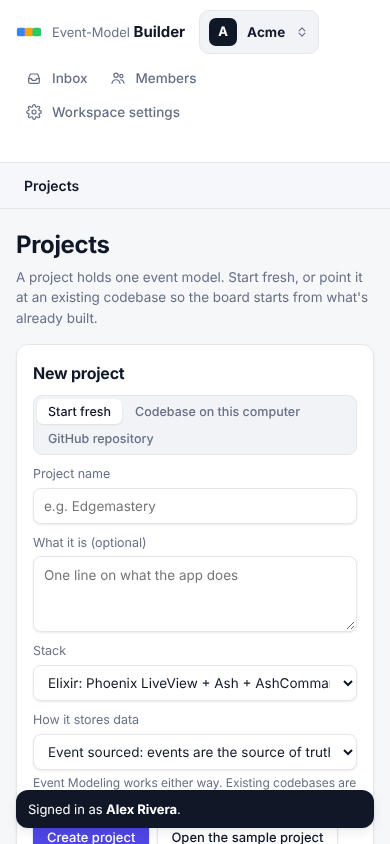 Event-Model Builder
A Acme
Inbox Members
Workspace settings
Projects
Projects
A project holds one event model. Start fresh, or point it
at an existing codebase so the board starts from what's
already built.
New project
Start fresh Codebase on this computer
GitHub repository
Project name
e.g. Edgemastery
What it is (optional)
One line on what the app does
Stack
Elixir: Phoenix LiveView + Ash + AshComma
How it stores data
Event sourced: events are the source of trut
Event Modeling works either way. Existing codebases are
Signed in as Alex Rivera.
Create project Open the sample project